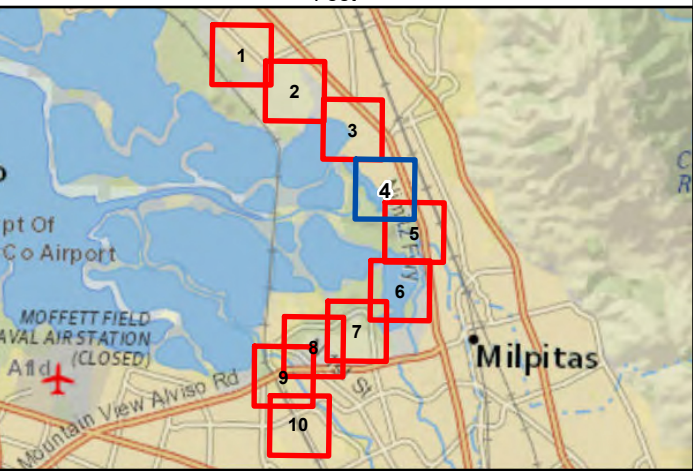 1
2
3
4
5
6
7
8
9
10
pt Of
Co Airport
MOFFETT FIELD
AVAL AIR STATION
(CLOSED)
Afld
Mountain View Alviso Rd
Milpitas
St
C
R